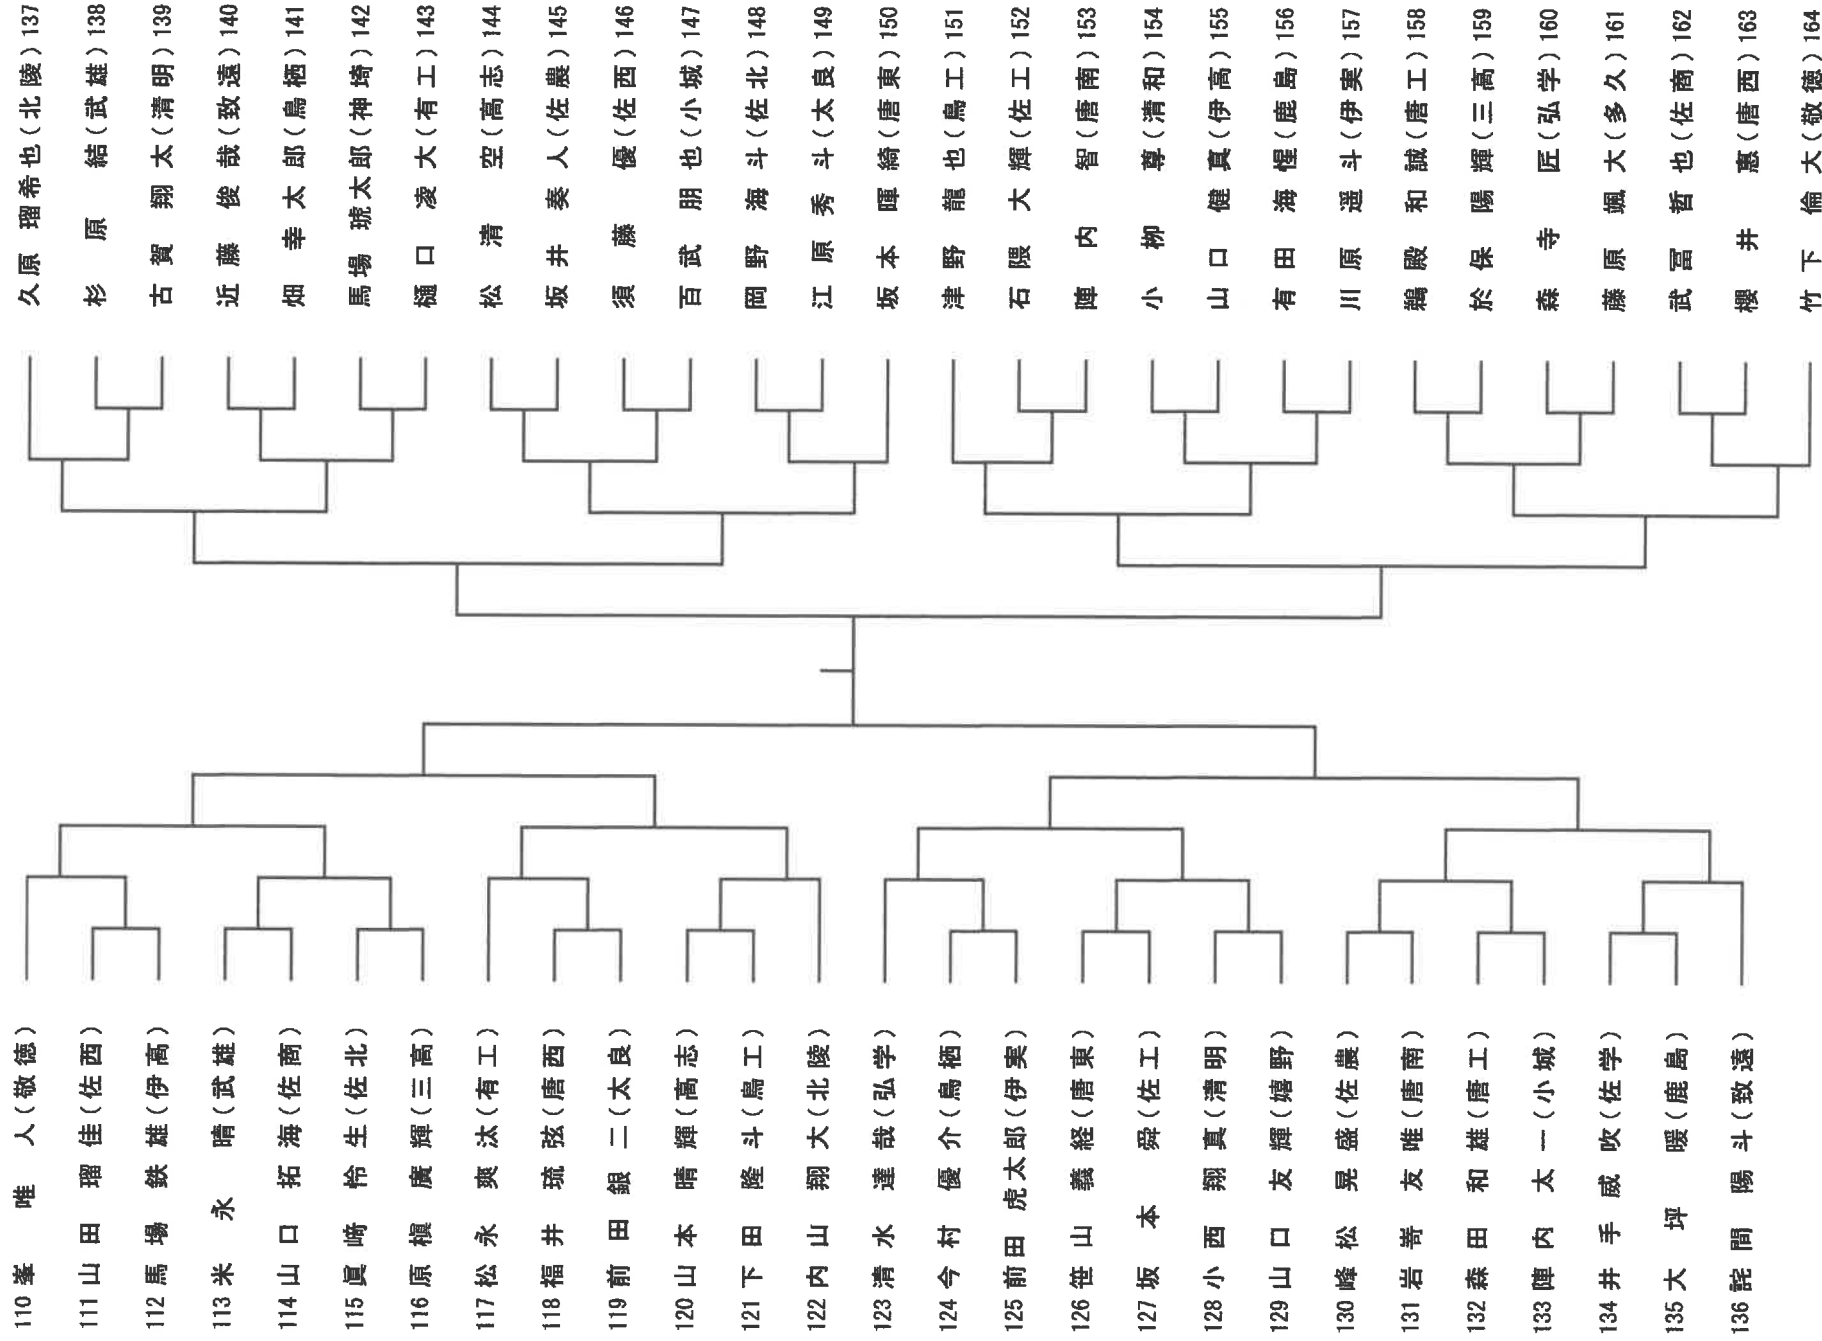 110 峯 唯人(敬徳)
111 山田 瑠佳(佐西)
112 馬場 鉄雄(伊高)
113 米永 晴(武雄)
114 山口 拓海(佐商)
115 眞﨑 怜生(佐北)
116 原槇 廣輝(三高)
117 松永 爽汰(有工)
118 福井 琉弦(唐西)
119 前田 銀二(太良)
120 山本 晴輝(高志)
121 下田 隆斗(鳥工)
122 内山 翔大(北陵)
123 清水 達哉(弘学)
124 今村 優介(鳥栖)
125 前田 虎太郎(伊実)
126 笹山 義経(唐東)
127 坂本 舜(佐工)
128 小西 翔真(清明)
129 山口 友輝(嬉野)
130 峰松 晃盛(佐農)
131 岩嵜 友唯(唐南)
132 森田 和雄(唐工)
133 陣内 太一(小城)
134 井手 威吹(佐学)
135 大坪 暖(鹿島)
136 詫間 陽斗(致遠)
久原 瑠希也(北陵)137
杉原 結(武雄)138
古賀 翔太(清明)139
近藤 俊哉(致遠)140
畑 幸太郎(鳥栖)141
馬場 琥太郎(神埼)142
樋口 凌大(有工)143
松清 空(高志)144
坂井 奏人(佐農)145
須藤 優(佐西)146
百武 朋也(小城)147
岡野 海斗(佐北)148
江原 秀斗(太良)149
坂本 暉綺(唐東)150
津野 龍也(鳥工)151
石隈 大輝(佐工)152
陣内 智(唐南)153
小栁 尊(清和)154
山口 健真(伊高)155
有田 海惺(鹿島)156
川原 遥斗(伊実)157
鵜殿 和誠(唐工)158
於保 陽輝(三高)159
森寺 匠(弘学)160
藤原 颯大(多久)161
武冨 哲也(佐商)162
櫻井 惠(唐西)163
竹下 倫大(敬徳)164